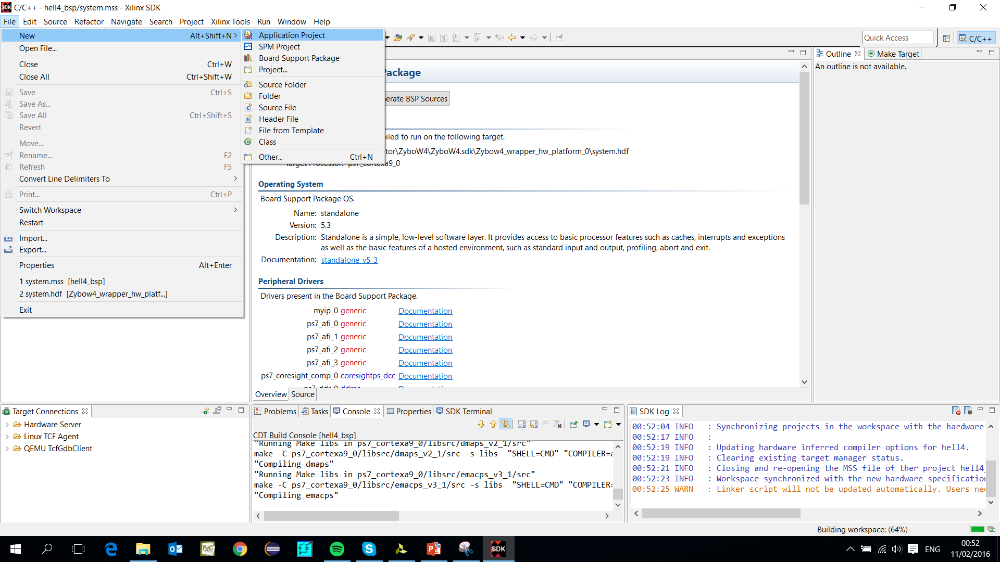 C/C++ - hell4_bsp/system.mss - Xilinx SDK
File Edit Source Refactor Navigate Search Project Xilinx Tools Run Window Help
New Alt+Shift+N
Open File...
Close Ctrl+W
Close All Ctrl+Shift+W
Save Ctrl+S
Save As...
Save All Ctrl+Shift+S
Revert
Move...
Rename... F2
Refresh F5
Convert Line Delimiters To
Print... Ctrl+P
Switch Workspace
Restart
Import...
Export...
Properties Alt+Enter
1 system.mss [hell4_bsp]
2 system.hdf [Zybow4_wrapper_hw_platf...]
Exit
Application Project
SPM Project
Board Support Package
Project...
Source Folder
Folder
Source File
Header File
File from Template
Class
Other... Ctrl+N
Quick Access
C/C++
Package
nerate BSP Sources
iled to run on the following target.
tor\ZyboW4\ZyboW4.sdk\Zybow4_wrapper_hw_platform_0\system.hdf
Target Processor: ps7_cortexa9_0
Operating System
Board Support Package OS.
Name: standalone
Version: 5.3
Description: Standalone is a simple, low-level software layer. It provides access to basic processor features such as caches, interrupts and exceptions
as well as the basic features of a hosted environment, such as standard input and output, profiling, abort and exit.
Documentation: standalone_v5_3
Peripheral Drivers
Drivers present in the Board Support Package.
myip_0 generic Documentation
ps7_afi_0 generic Documentation
ps7_afi_1 generic Documentation
ps7_afi_2 generic Documentation
ps7_afi_3 generic Documentation
ps7_coresight_comp_0 coresightps_dcc Documentation
ps7_ddr_0 ddrps Documentation
Overview Source
Outline Make Target
An outline is not available.
Target Connections
Hardware Server
Linux TCF Agent
QEMU TcfGdbClient
Problems Tasks Console Properties SDK Terminal
CDT Build Console [hell4_bsp]
"Running Make libs in ps7_cortexa9_0/libsrc/dmaps_v2_1/src"
make -C ps7_cortexa9_0/libsrc/dmaps_v2_1/src -s libs "SHELL=CMD" "COMPILER=a
"Compiling dmaps"
"Running Make libs in ps7_cortexa9_0/libsrc/emacps_v3_1/src"
make -C ps7_cortexa9_0/libsrc/emacps_v3_1/src -s libs "SHELL=CMD" "COMPILER=
"Compiling emacps"
SDK Log
00:52:04 INFO : Synchronizing projects in the workspace with the hardware
00:52:17 INFO :
00:52:19 INFO : Updating hardware inferred compiler options for hell4.
00:52:19 INFO : Clearing existing target manager status.
00:52:21 INFO : Closing and re-opening the MSS file of ther project hell4_
00:52:23 INFO : Workspace synchronized with the new hardware specification
00:52:25 WARN : Linker script will not be updated automatically. Users nee
Building workspace: (64%)
SDK
ENG
00:52
11/02/2016